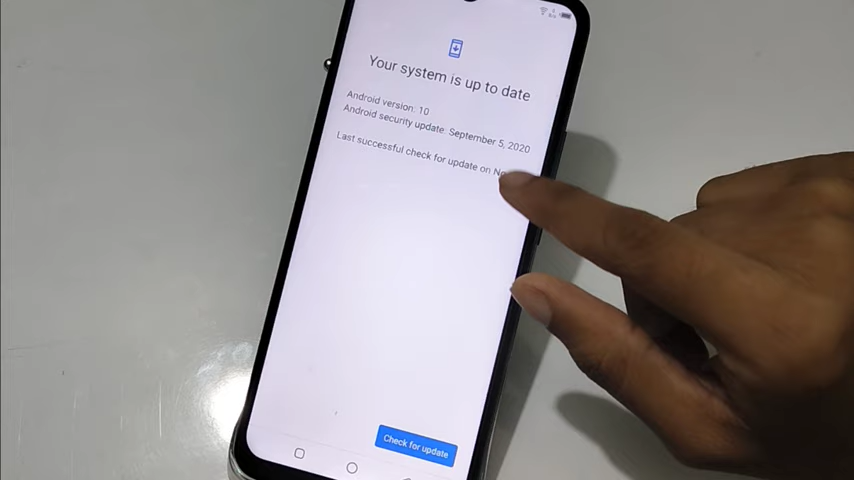 Your system is up to date
Android version: 10
Android security update: September 5, 2020
Last successful check for update on
Check for update